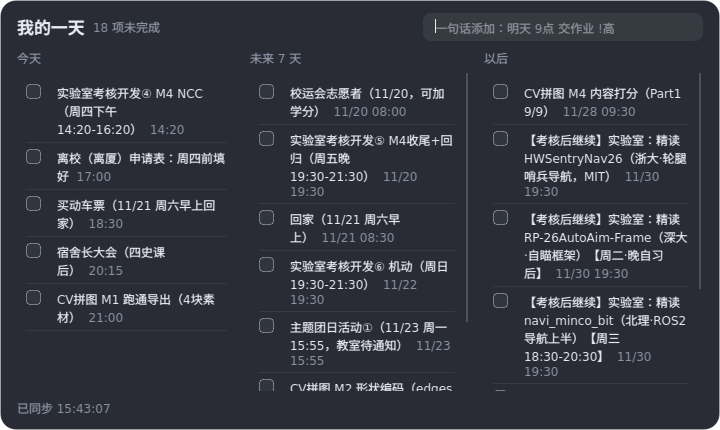 我的一天 18 项未完成
一句话添加：明天 9点 交作业 !高
今天
实验室考核开发④ M4 NCC
（周四下午
14:20-16:20） 14:20
离校（离厦）申请表：周四前填
好 17:00
买动车票（11/21 周六早上回
家） 18:30
宿舍长大会（四史课
后） 20:15
CV拼图 M1 跑通导出（4块素
材） 21:00
未来 7 天
校运会志愿者（11/20，可加
学分） 11/20 08:00
实验室考核开发⑤ M4收尾+回
归（周五晚
19:30-21:30） 11/20
19:30
回家（11/21 周六早
上） 11/21 08:30
实验室考核开发⑥ 机动（周日
19:30-21:30） 11/22
19:30
主题团日活动①（11/23 周一
15:55，教室待通知） 11/23
15:55
CV拼图 M2 形状编码（edges
以后
CV拼图 M4 内容打分（Part1
9/9） 11/28 09:30
【考核后继续】实验室：精读
HWSentryNav26（浙大·轮腿
哨兵导航，MIT） 11/30
19:30
【考核后继续】实验室：精读
RP-26AutoAim-Frame（深大
·自瞄框架）【周二·晚自习
后】 11/30 19:30
【考核后继续】实验室：精读
navi_minco_bit（北理·ROS2
导航上半）【周三
18:30-20:30】 11/30
19:30
已同步 15:43:07